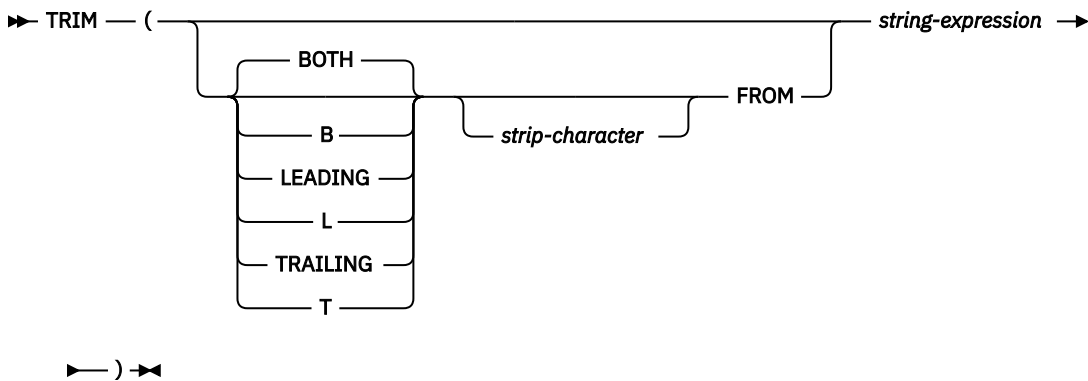 TRIM ( string-expression
BOTH
FROM
B
strip-character
LEADING
L
TRAILING
T
)